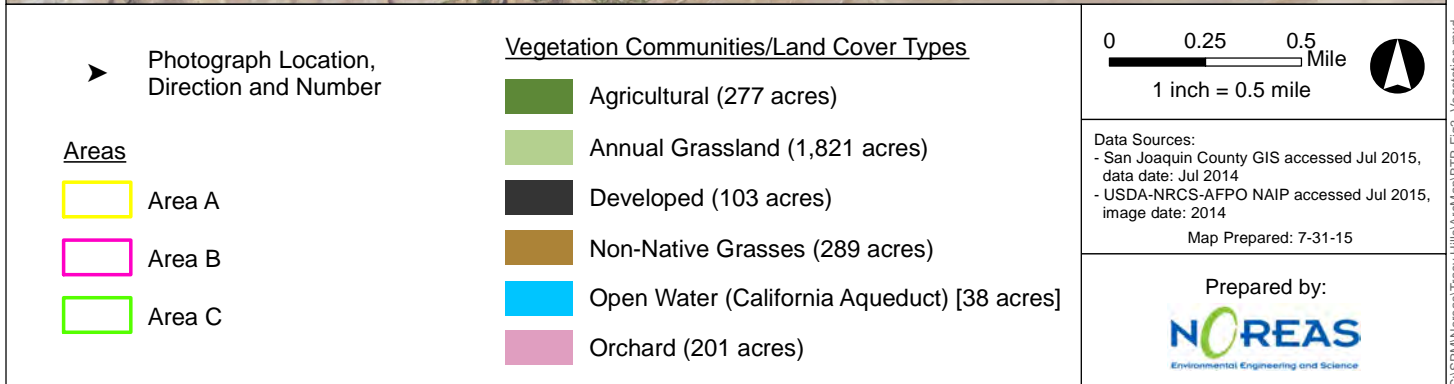 Photograph Location,
Direction and Number
Areas
Area A
Area B
Area C
Vegetation Communities/Land Cover Types
Agricultural (277 acres)
Annual Grassland (1,821 acres)
Developed (103 acres)
Non-Native Grasses (289 acres)
Open Water (California Aqueduct) [38 acres]
Orchard (201 acres)
0 0.25 0.5
Mile
1 inch = 0.5 mile
Data Sources:
- San Joaquin County GIS accessed Jul 2015,
data date: Jul 2014
- USDA-NRCS-AFPO NAIP accessed Jul 2015,
image date: 2014
Map Prepared: 7-31-15
Prepared by:
NOREAS
Environmental Engineering and Science